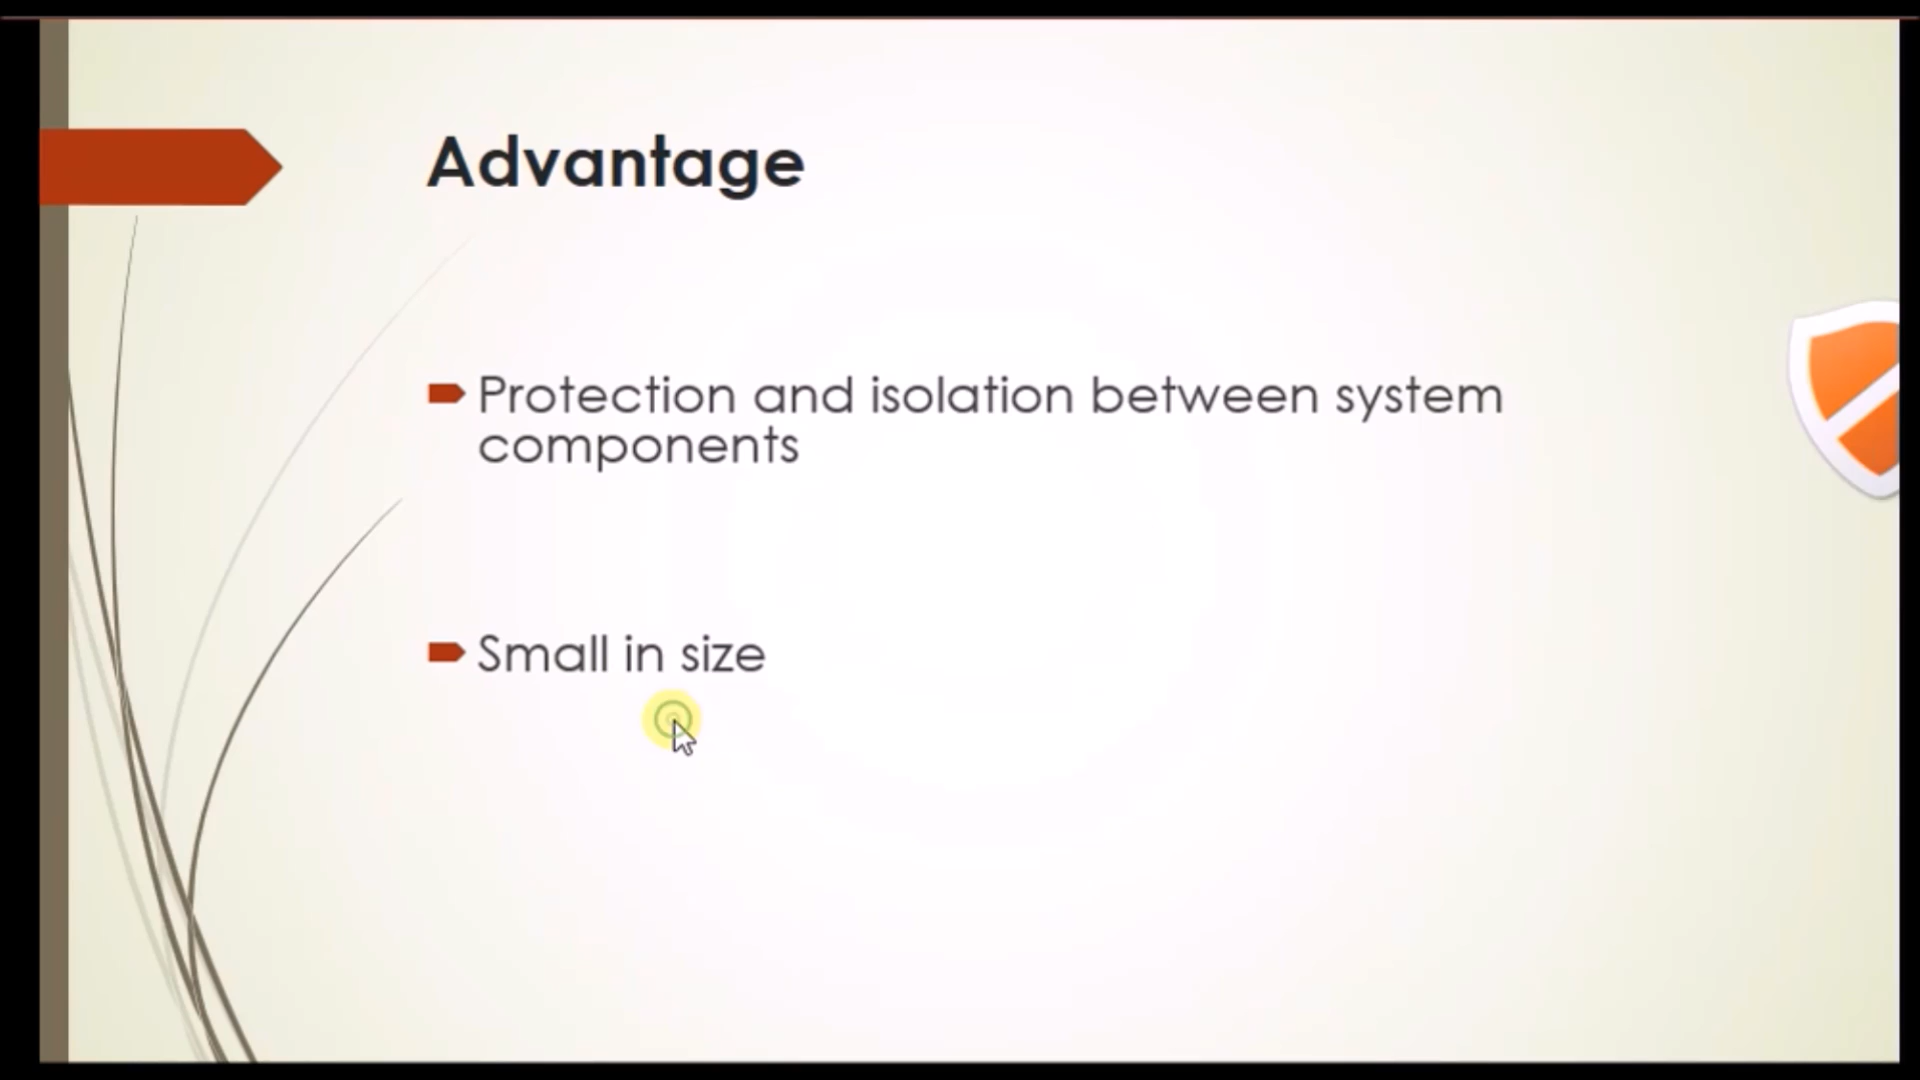 Advantage
Protection and isolation between system
components
Small in size